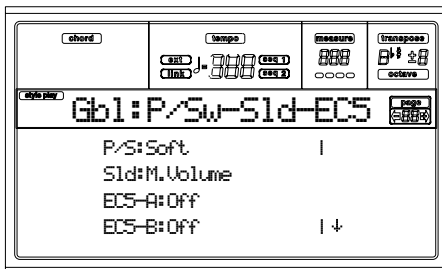 chord tempo measure transpose
ext seq 1
link seq 2
octave
style play page
Gbl:P/Sw-Sld-EC5
P/S:Soft
Sld:M.Volume
EC5-A:Off
EC5-B:Off